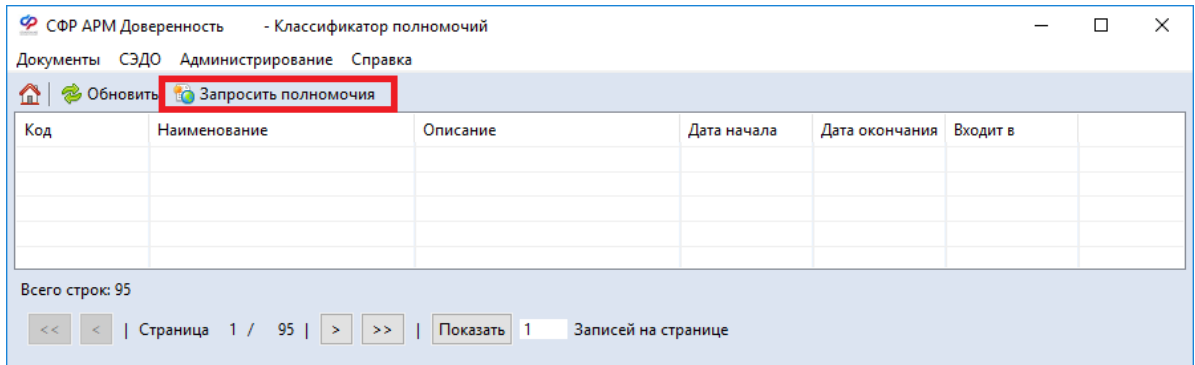 СФР АРМ Доверенность - Классификатор полномочий
Документы СЭДО Администрирование Справка
Обновить Запросить полномочия
Код Наименование Описание Дата начала Дата окончания Входит в
Всего строк: 95
<< < | Страница 1 / 95 | > >> | Показать 1 Записей на странице